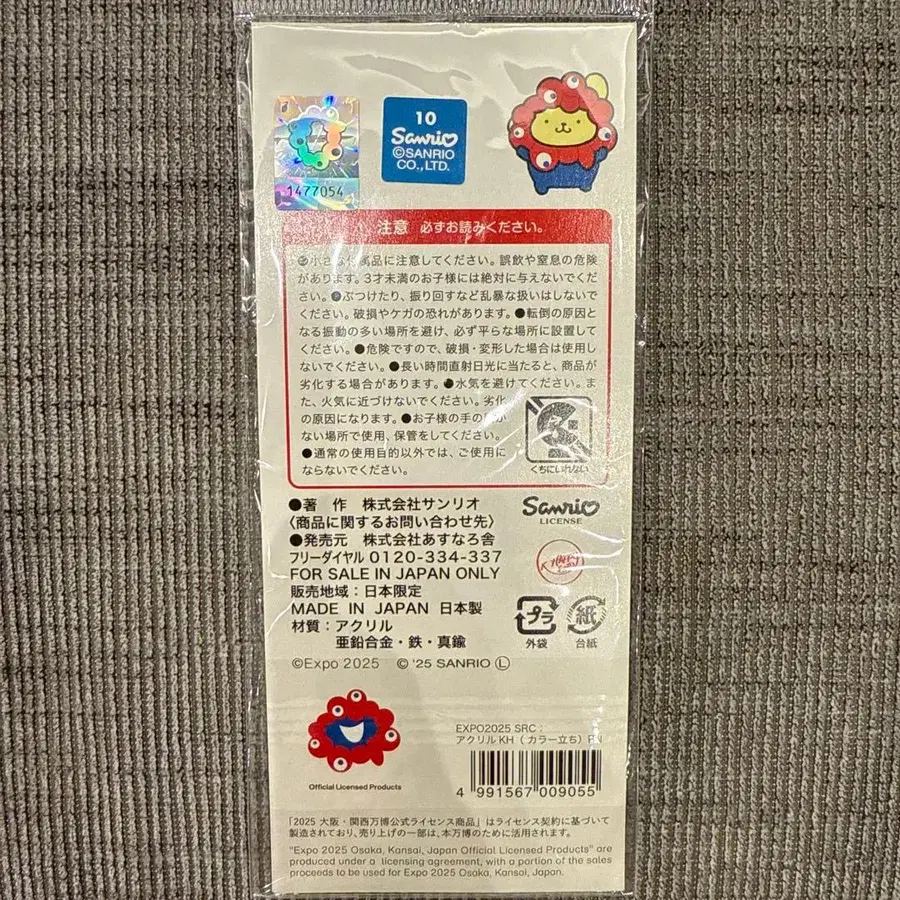 10
Sanrio
©SANRIO
CO.,LTD.
1477054
注意 必ずお読みください。
●小さな付属品に注意してください。誤飲や窒息の危険
があります。3才未満のお子様には絶対に与えないでくだ
さい。●ぶつけたり、振り回すなど乱暴な扱いはしないで
ください。破損やケガの恐れがあります。●転倒の原因と
なる振動の多い場所を避け、必ず平らな場所に設置して
ください。●危険ですので、破損・変形した場合は使用し
ないでください。●長い時間直射日光に当たると、商品が
劣化する場合があります。●水気を避けてください。ま
た、火気に近づけないでください。劣化
の原因になります。●お子様の手の届か
ない場所で使用、保管をしてください。
●通常の使用目的以外では、ご使用に
ならないでください。
くちにいれない
●著 作 株式会社サンリオ
〈商品に関するお問い合わせ先〉
●発売元 株式会社あすなろ舎
フリーダイヤル 0120-334-337
FOR SALE IN JAPAN ONLY
販売地域：日本限定
MADE IN JAPAN 日本製
材質：アクリル
亜鉛合金・鉄・真鍮
Sanrio
LICENSE
プラ
外袋
紙
台紙
©Expo 2025 © '25 SANRIO Ⓛ
Official Licensed Products
EXPO2025 SRC：
アクリルKH（カラー立ち）PN
4 991567 009055
「2025 大阪・関西万博公式ライセンス商品」はライセンス契約に基づいて
製造されており、売り上げの一部は、本万博のために活用されます。
"Expo 2025 Osaka, Kansai, Japan Official Licensed Products" are
produced under a licensing agreement, with a portion of the sales
proceeds to be used for Expo 2025 Osaka, Kansai, Japan.